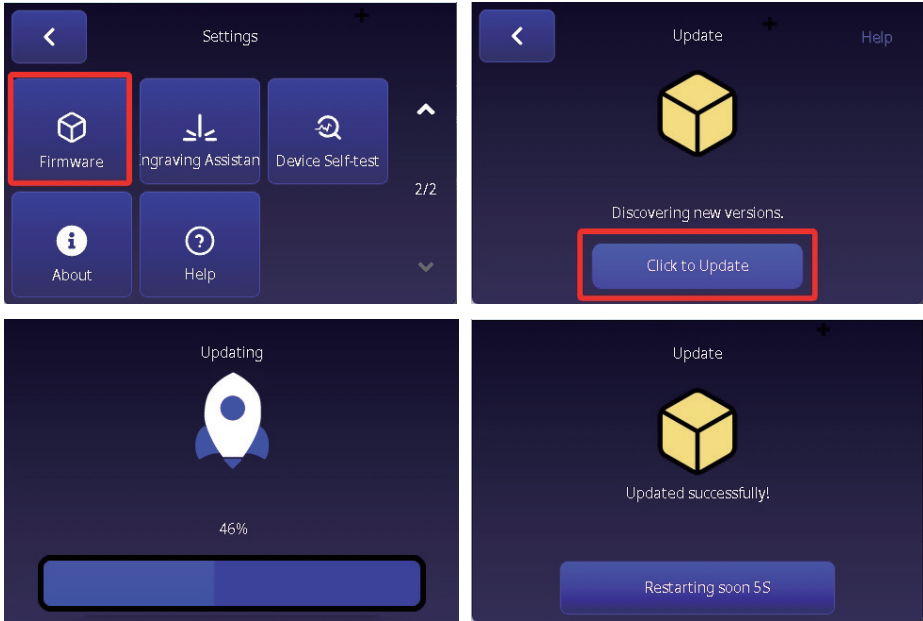 Settings
Firmware
ngraving Assistan
Device Self-test
2/2
About
Help
Update
Help
Discovering new versions.
Click to Update
Updating
46%
Update
Updated successfully!
Restarting soon 5S